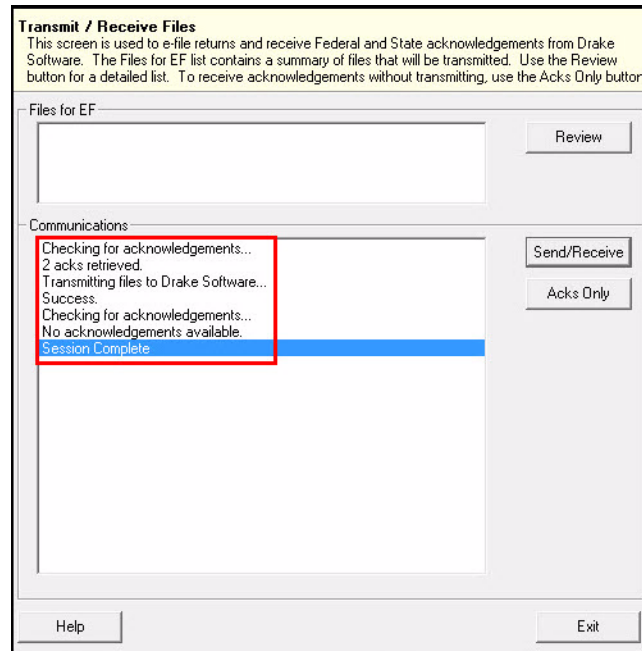 Transmit / Receive Files
This screen is used to e-file returns and receive Federal and State acknowledgements from Drake
Software. The Files for EF list contains a summary of files that will be transmitted. Use the Review
button for a detailed list. To receive acknowledgements without transmitting, use the Acks Only button
Files for EF
Review
Communications
Checking for acknowledgements...
2 acks retrieved.
Transmitting files to Drake Software...
Success.
Checking for acknowledgements...
No acknowledgements available.
Session Complete
Send/Receive
Acks Only
Help
Exit